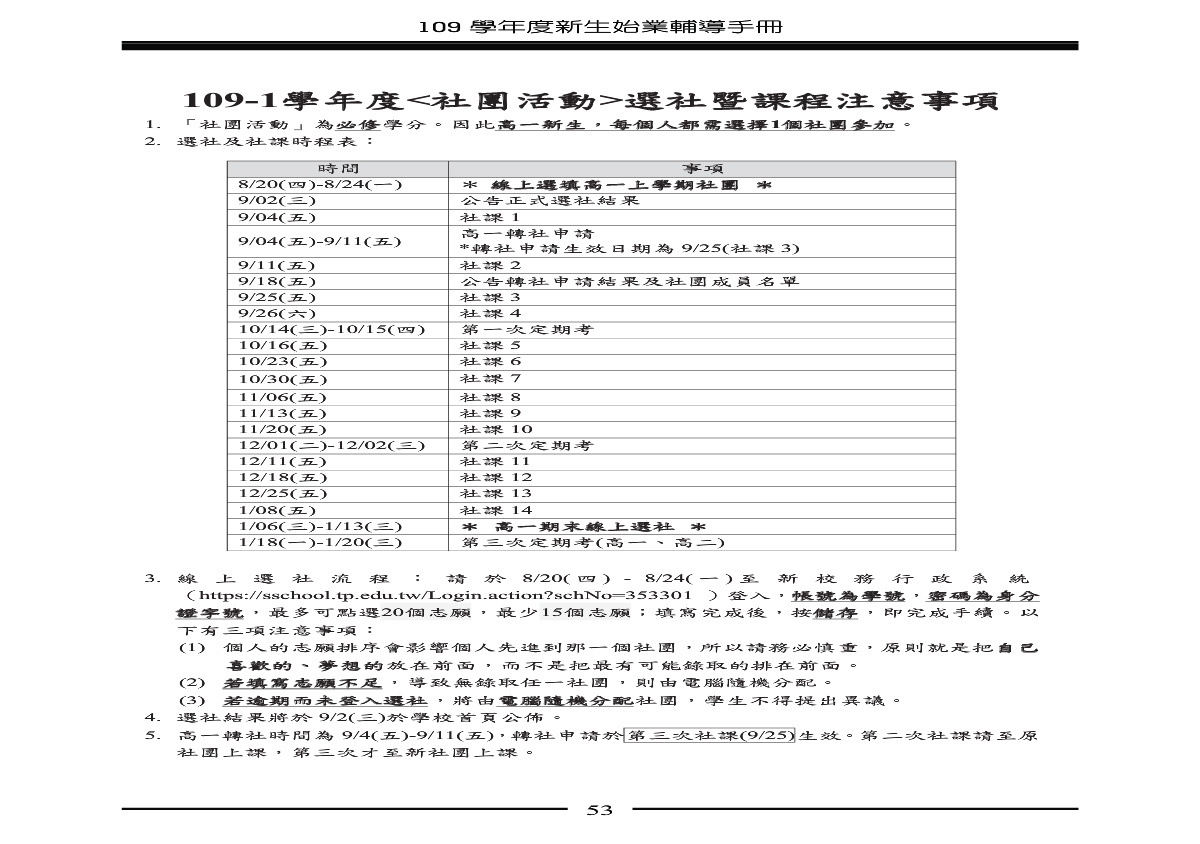 109 學年度新生始業輔導手冊
109-1學年度<社團活動>選社暨課程注意事項
1. 「社團活動」為必修學分。因此高一新生，每個人都需選擇1個社團參加。
2. 選社及社課時程表：
時間 事項
8/20(四)-8/24(一) ＊ 線上選填高一上學期社團 ＊
9/02(三) 公告正式選社結果
9/04(五) 社課 1
9/04(五)-9/11(五) 高一轉社申請
*轉社申請生效日期為 9/25(社課 3)
9/11(五) 社課 2
9/18(五) 公告轉社申請結果及社團成員名單
9/25(五) 社課 3
9/26(六) 社課 4
10/14(三)-10/15(四) 第一次定期考
10/16(五) 社課 5
10/23(五) 社課 6
10/30(五) 社課 7
11/06(五) 社課 8
11/13(五) 社課 9
11/20(五) 社課 10
12/01(二)-12/02(三) 第二次定期考
12/11(五) 社課 11
12/18(五) 社課 12
12/25(五) 社課 13
1/08(五) 社課 14
1/06(三)-1/13(三) ＊ 高一期末線上選社 ＊
1/18(一)-1/20(三) 第三次定期考(高一、高二)
3. 線上選社流程：請於 8/20(四) - 8/24(一)至新校務行政系統
（https://sschool.tp.edu.tw/Login.action?schNo=353301 ）登入，帳號為學號，密碼為身分
證字號，最多可點選20個志願，最少15個志願；填寫完成後，按儲存，即完成手續。以
下有三項注意事項：
(1) 個人的志願排序會影響個人先進到那一個社團，所以請務必慎重，原則就是把自己
喜歡的、夢想的放在前面，而不是把最有可能錄取的排在前面。
(2) 若填寫志願不足，導致無錄取任一社團，則由電腦隨機分配。
(3) 若逾期而未登入選社，將由電腦隨機分配社團，學生不得提出異議。
4. 選社結果將於 9/2(三)於學校首頁公佈。
5. 高一轉社時間為 9/4(五)-9/11(五)，轉社申請於第三次社課(9/25)生效。第二次社課請至原
社團上課，第三次才至新社團上課。
53